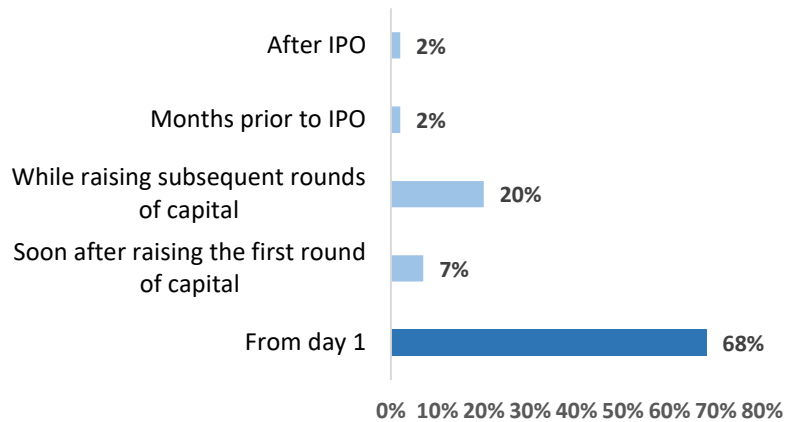 After IPO
2%
Months prior to IPO
2%
While raising subsequent rounds
of capital
20%
Soon after raising the first round
of capital
7%
From day 1
68%
0% 10% 20% 30% 40% 50% 60% 70% 80%